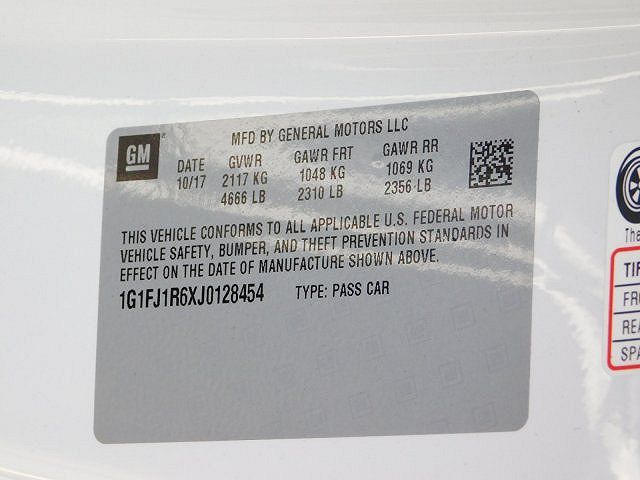 GM
MFD BY GENERAL MOTORS LLC
DATE GVWR GAWR FRT GAWR RR
10/17 2117 KG 1048 KG 1069 KG
4666 LB 2310 LB 2356 LB
THIS VEHICLE CONFORMS TO ALL APPLICABLE U.S. FEDERAL MOTOR
VEHICLE SAFETY, BUMPER, AND THEFT PREVENTION STANDARDS IN
EFFECT ON THE DATE OF MANUFACTURE SHOWN ABOVE.
1G1FJ1R6XJ0128454 TYPE: PASS CAR